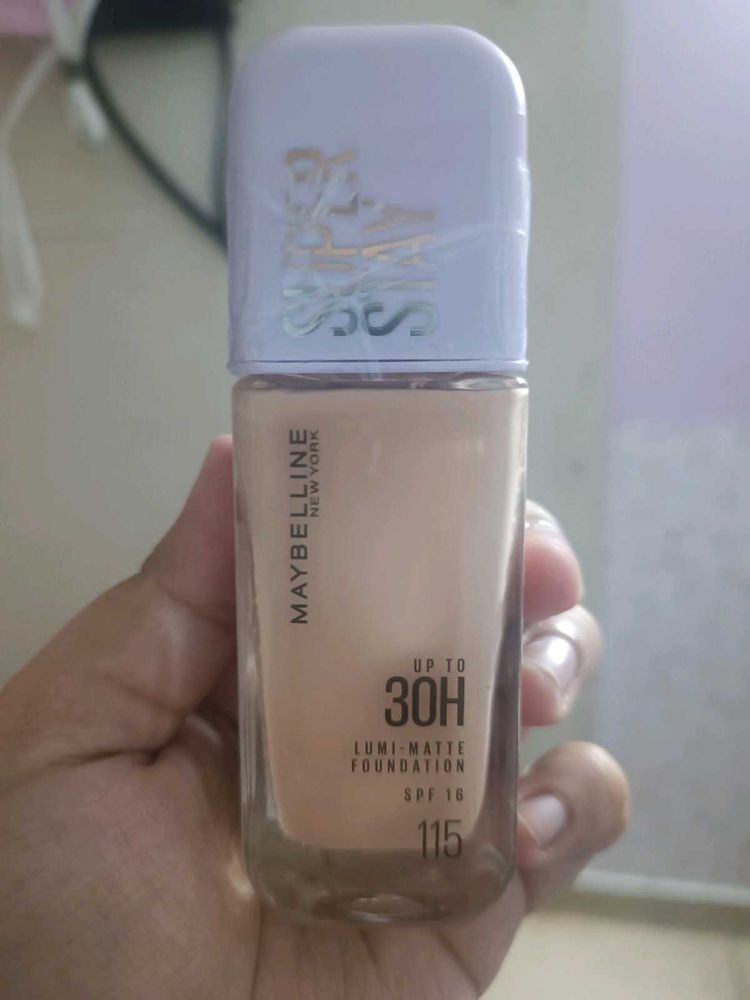 SUPER
STAY
MAYBELLINE
NEW YORK
UP TO
30H
LUMI-MATTE
FOUNDATION
SPF 16
115